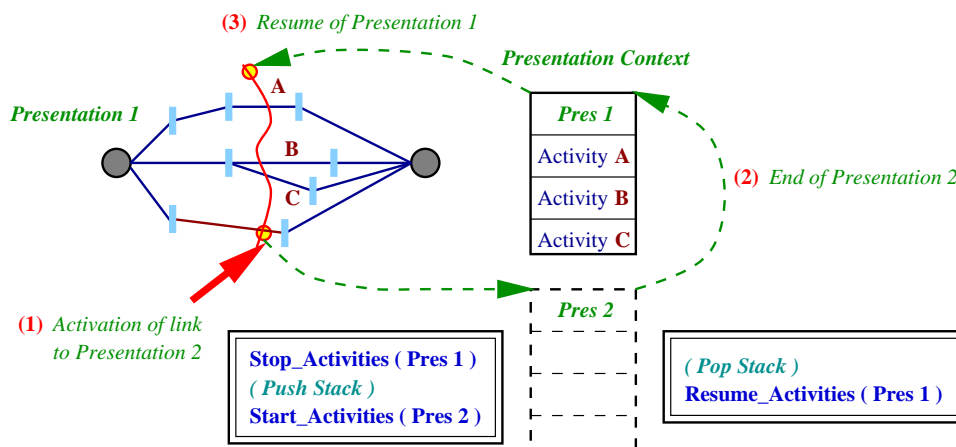 (3) Resume of Presentation 1
Presentation Context
A
Presentation 1
Pres 1
B
Activity A
C
Activity B
(2) End of Presentation 2
Activity C
(1) Activation of link
to Presentation 2
Pres 2
Stop_Activities ( Pres 1 )
( Push Stack )
Start_Activities ( Pres 2 )
( Pop Stack )
Resume_Activities ( Pres 1 )